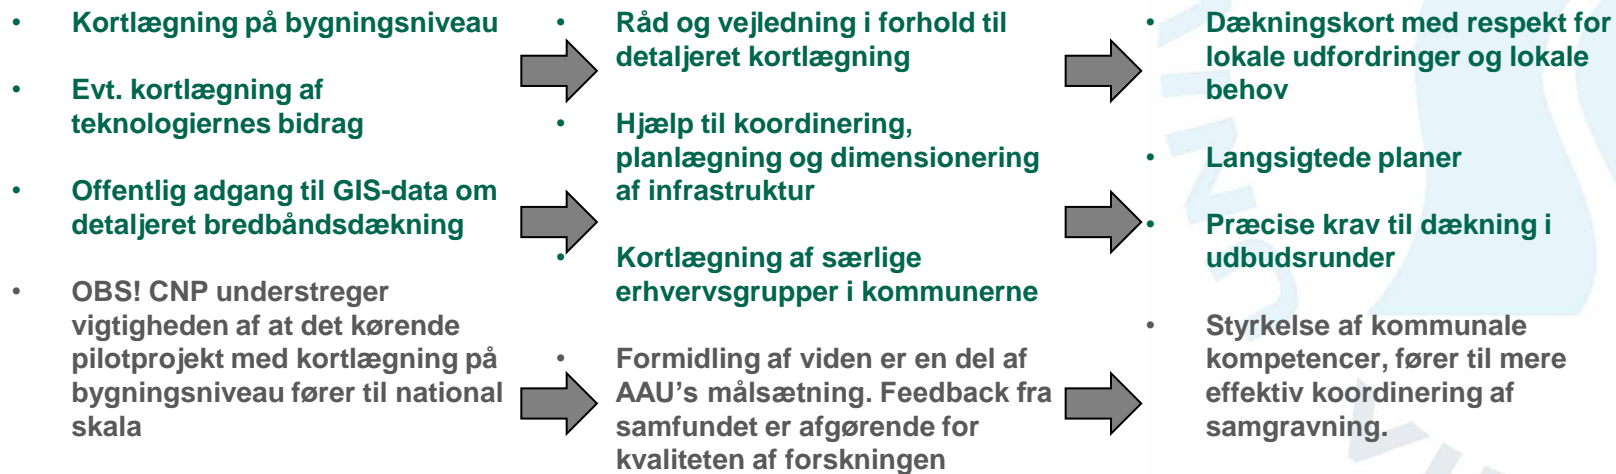 • Kortlægning på bygningsniveau
• Evt. kortlægning af
teknologiernes bidrag
• Offentlig adgang til GIS-data om
detaljeret bredbåndsdækning
• OBS! CNP understreger
vigtigheden af at det kørende
pilotprojekt med kortlægning på
bygningsniveau fører til national
skala
• Råd og vejledning i forhold til
detaljeret kortlægning
• Hjælp til koordinering,
planlægning og dimensionering
af infrastruktur
• Kortlægning af særlige
erhvervsgrupper i kommunerne
• Formidling af viden er en del af
AAU's målsætning. Feedback fra
samfundet er afgørende for
kvaliteten af forskningen
• Dækningskort med respekt for
lokale udfordringer og lokale
behov
• Langsigtede planer
• Præcise krav til dækning i
udbudsrunder
• Styrkelse af kommunale
kompetencer, fører til mere
effektiv koordinering af
samgravning.